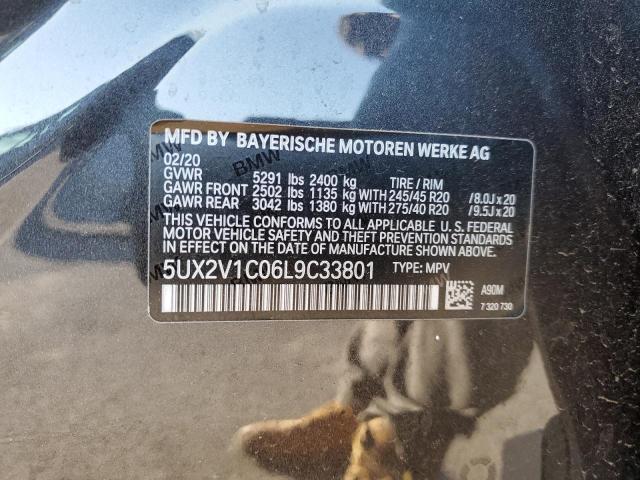 MFD BY BAYERISCHE MOTOREN WERKE AG
02/20
GVWR 5291 lbs 2400 kg TIRE / RIM
GAWR FRONT 2502 lbs 1135 kg WITH 245/45 R20 /8.0J x 20
GAWR REAR 3042 lbs 1380 kg WITH 275/40 R20 /9.5J x 20
THIS VEHICLE CONFORMS TO ALL APPLICABLE U. S. FEDERAL
MOTOR VEHICLE SAFETY AND THEFT PREVENTION STANDARDS
IN EFFECT ON THE DATE OF MANUFACTURE SHOWN ABOVE.
5UX2V1C06L9C33801 TYPE: MPV
A90M
7 320 730